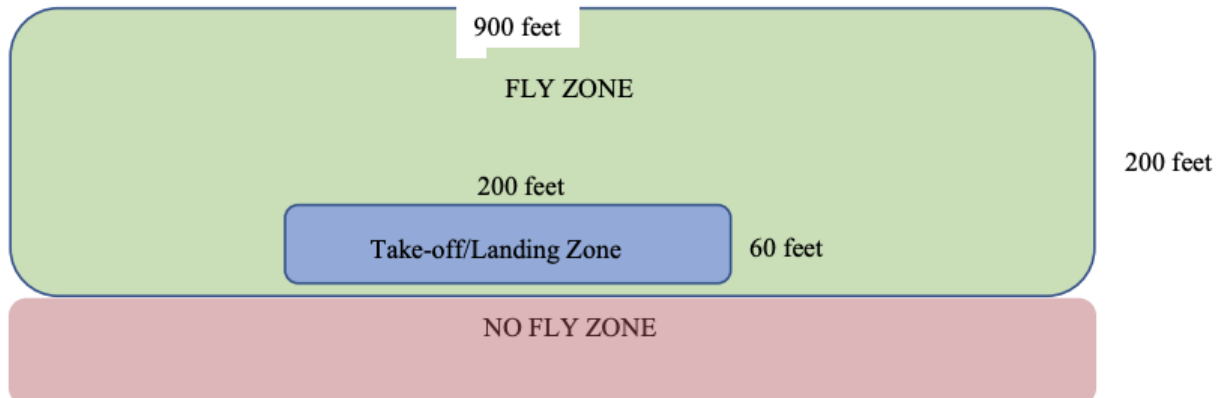 900 feet
FLY ZONE
200 feet
200 feet
Take-off/Landing Zone
60 feet
NO FLY ZONE